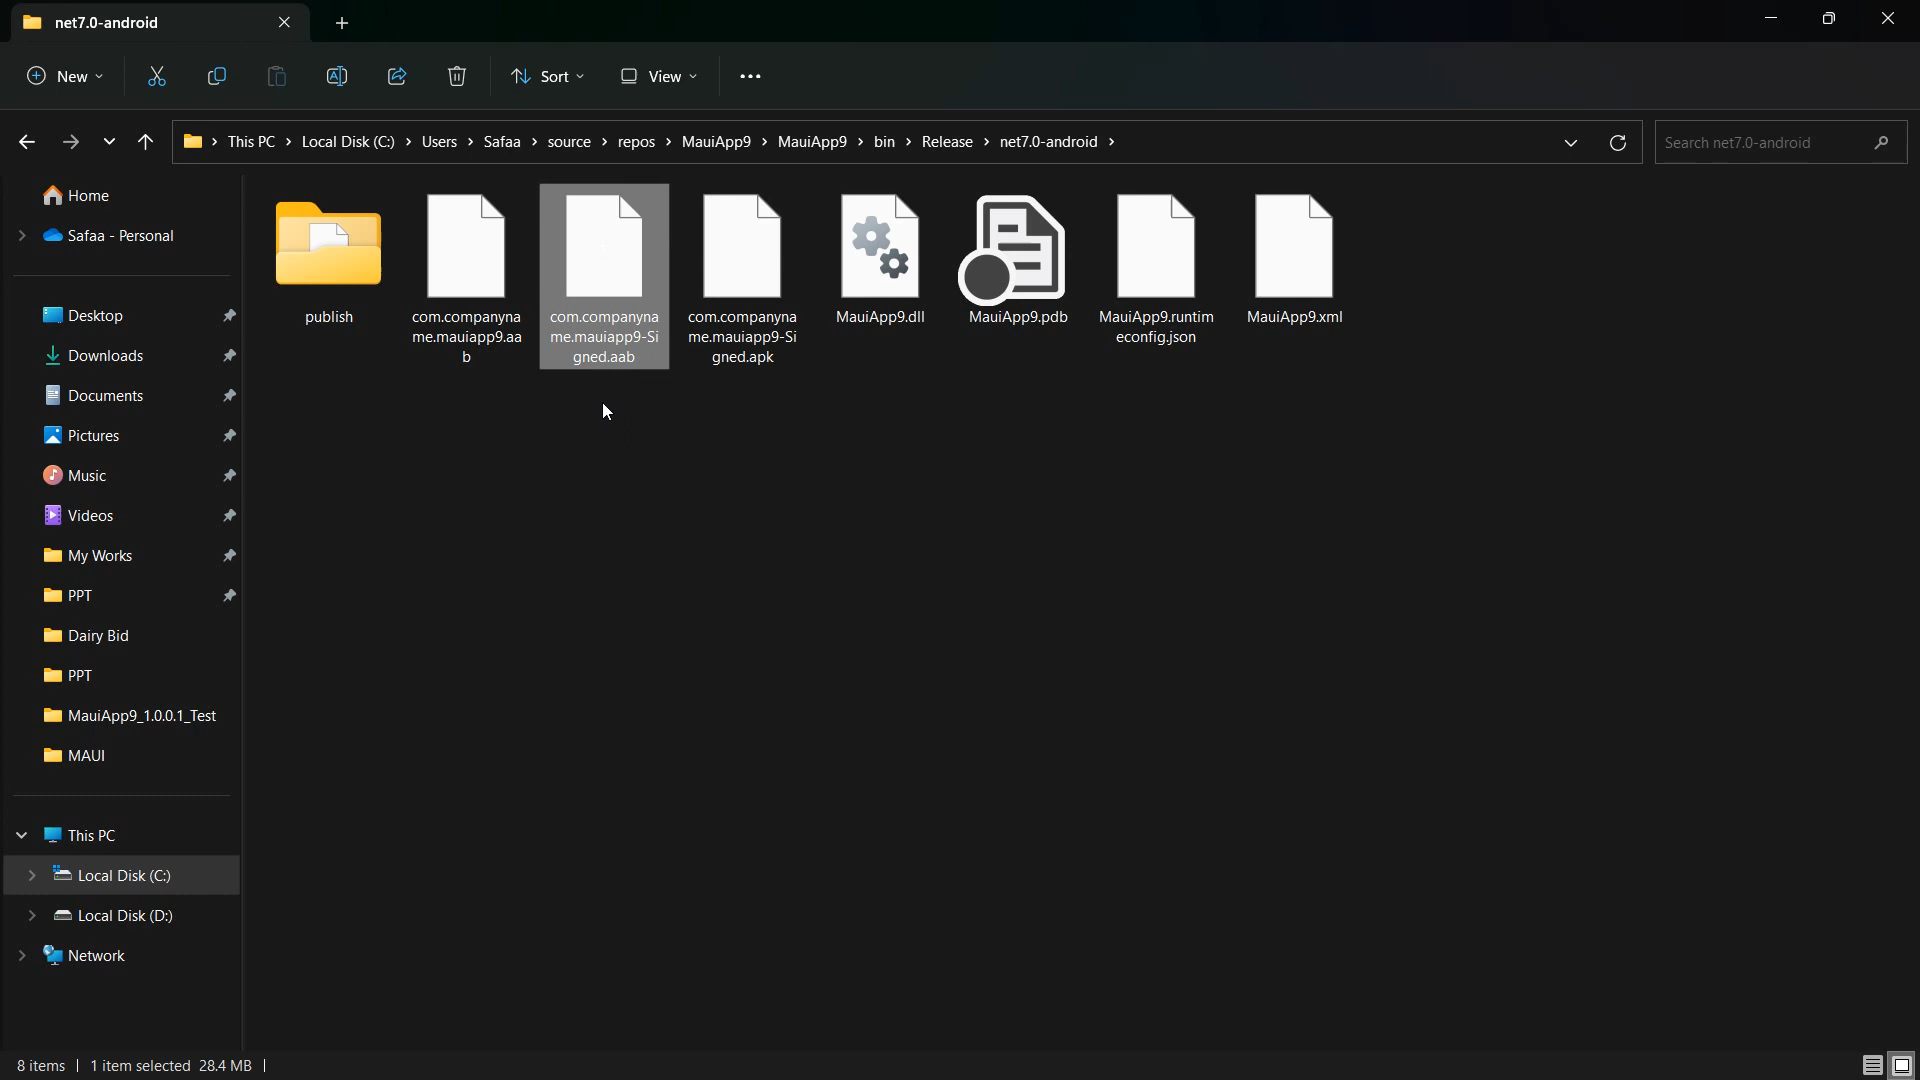 net7.0-android
New
Sort
View
This PC
Local Disk (C:)
Users
Safaa
source
repos
MauiApp9
MauiApp9
bin
Release
net7.0-android
Search net7.0-android
Home
Safaa - Personal
Desktop
Downloads
Documents
Pictures
Music
Videos
My Works
PPT
Dairy Bid
PPT
MauiApp9_1.0.0.1_Test
MAUI
This PC
Local Disk (C:)
Local Disk (D:)
Network
publish
com.companyna
me.mauiapp9.aa
b
com.companyna
me.mauiapp9-Si
gned.aab
com.companyna
me.mauiapp9-Si
gned.apk
MauiApp9.dll
MauiApp9.pdb
MauiApp9.runtim
econfig.json
MauiApp9.xml
8 items
1 item selected 28.4 MB